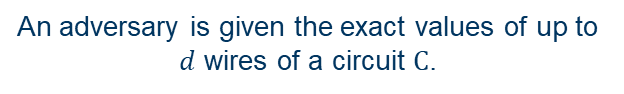 An adversary is given the exact values of up to
d wires of a circuit C.